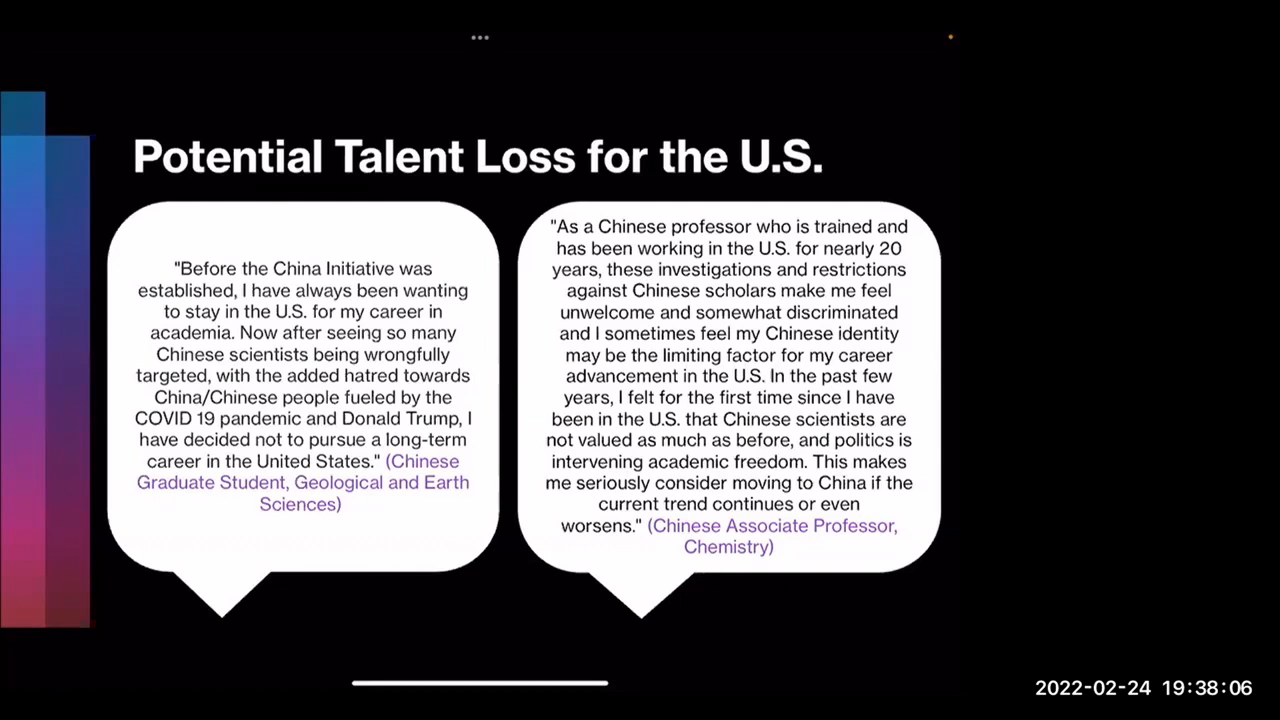 Potential Talent Loss for the U.S.
"Before the China Initiative was
established, I have always been wanting
to stay in the U.S. for my career in
academia. Now after seeing so many
Chinese scientists being wrongfully
targeted, with the added hatred towards
China/Chinese people fueled by the
COVID 19 pandemic and Donald Trump, I
have decided not to pursue a long-term
career in the United States." (Chinese
Graduate Student, Geological and Earth
Sciences)
"As a Chinese professor who is trained and
has been working in the U.S. for nearly 20
years, these investigations and restrictions
against Chinese scholars make me feel
unwelcome and somewhat discriminated
and I sometimes feel my Chinese identity
may be the limiting factor for my career
advancement in the U.S. In the past few
years, I felt for the first time since I have
been in the U.S. that Chinese scientists are
not valued as much as before, and politics is
intervening academic freedom. This makes
me seriously consider moving to China if the
current trend continues or even
worsens." (Chinese Associate Professor,
Chemistry)
2022-02-24 19:38:06